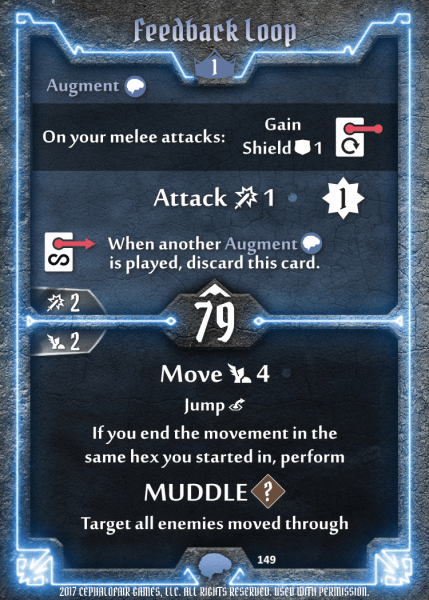 Feedback Loop
1
Augment
On your melee attacks:
Gain
Shield 1
Attack 1
1
When another Augment
is played, discard this card.
2
79
2
Move 4
Jump
If you end the movement in the
same hex you started in, perform
MUDDLE ?
Target all enemies moved through
149
2017 CEPHALOFAIR GAMES, LLC. ALL RIGHTS RESERVED. USED WITH PERMISSION.